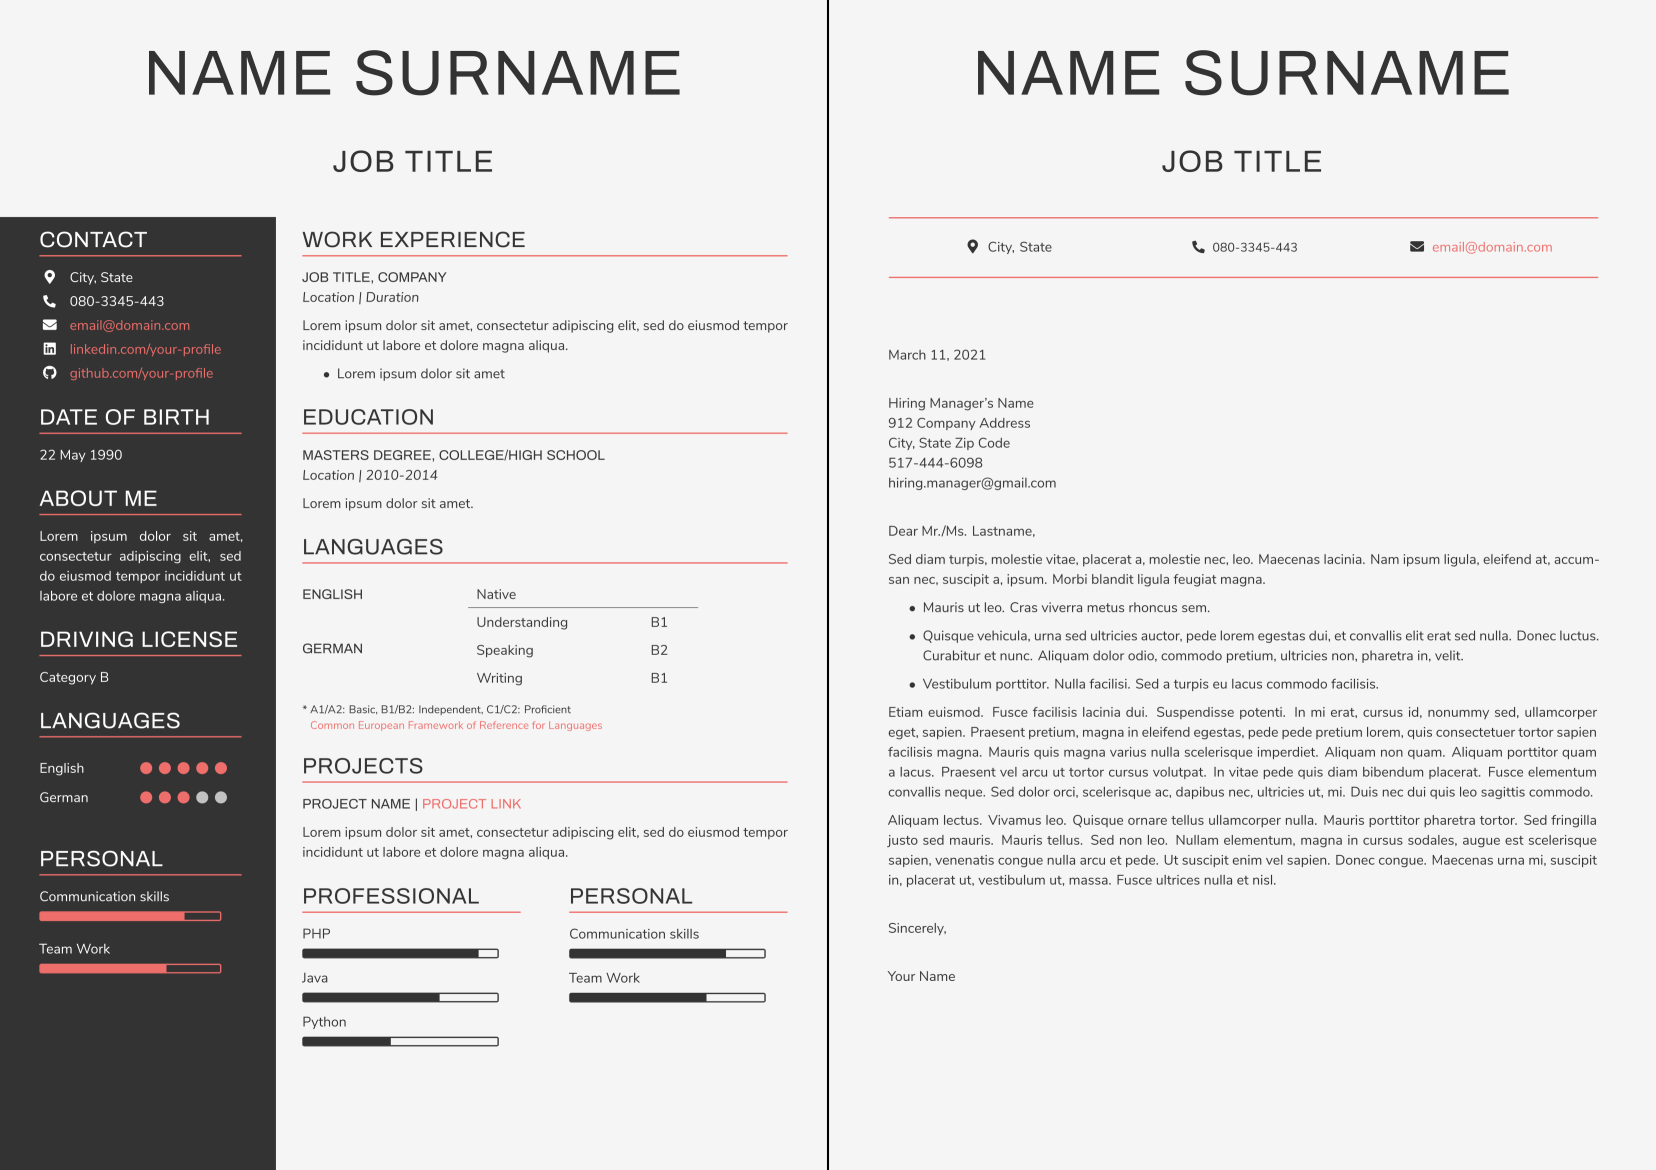 NAME SURNAME
JOB TITLE
CONTACT
City, State
080-3345-443
email@domain.com
linkedin.com/your-profile
github.com/your-profile
DATE OF BIRTH
22 May 1990
ABOUT ME
Lorem ipsum dolor sit amet,
consectetur adipiscing elit, sed
do eiusmod tempor incididunt ut
labore et dolore magna aliqua.
DRIVING LICENSE
Category B
LANGUAGES
English
German
PERSONAL
Communication skills
Team Work
WORK EXPERIENCE
JOB TITLE, COMPANY
Location | Duration
Lorem ipsum dolor sit amet, consectetur adipiscing elit, sed do eiusmod tempor
incididunt ut labore et dolore magna aliqua.
• Lorem ipsum dolor sit amet
EDUCATION
MASTERS DEGREE, COLLEGE/HIGH SCHOOL
Location | 2010-2014
Lorem ipsum dolor sit amet.
LANGUAGES
ENGLISH Native
GERMAN
Understanding B1
Speaking B2
Writing B1
* A1/A2: Basic, B1/B2: Independent, C1/C2: Proficient
Common European Framework of Reference for Languages
PROJECTS
PROJECT NAME | PROJECT LINK
Lorem ipsum dolor sit amet, consectetur adipiscing elit, sed do eiusmod tempor
incididunt ut labore et dolore magna aliqua.
PROFESSIONAL
PHP
Java
Python
PERSONAL
Communication skills
Team Work
NAME SURNAME
JOB TITLE
City, State 080-3345-443 email@domain.com
March 11, 2021
Hiring Manager's Name
912 Company Address
City, State Zip Code
517-444-6098
hiring.manager@gmail.com
Dear Mr./Ms. Lastname,
Sed diam turpis, molestie vitae, placerat a, molestie nec, leo. Maecenas lacinia. Nam ipsum ligula, eleifend at, accum-
san nec, suscipit a, ipsum. Morbi blandit ligula feugiat magna.
• Mauris ut leo. Cras viverra metus rhoncus sem.
• Quisque vehicula, urna sed ultricies auctor, pede lorem egestas dui, et convallis elit erat sed nulla. Donec luctus.
Curabitur et nunc. Aliquam dolor odio, commodo pretium, ultricies non, pharetra in, velit.
• Vestibulum porttitor. Nulla facilisi. Sed a turpis eu lacus commodo facilisis.
Etiam euismod. Fusce facilisis lacinia dui. Suspendisse potenti. In mi erat, cursus id, nonummy sed, ullamcorper
eget, sapien. Praesent pretium, magna in eleifend egestas, pede pede pretium lorem, quis consectetuer tortor sapien
facilisis magna. Mauris quis magna varius nulla scelerisque imperdiet. Aliquam non quam. Aliquam porttitor quam
a lacus. Praesent vel arcu ut tortor cursus volutpat. In vitae pede quis diam bibendum placerat. Fusce elementum
convallis neque. Sed dolor orci, scelerisque ac, dapibus nec, ultricies ut, mi. Duis nec dui quis leo sagittis commodo.
Aliquam lectus. Vivamus leo. Quisque ornare tellus ullamcorper nulla. Mauris porttitor pharetra tortor. Sed fringilla
justo sed mauris. Mauris tellus. Sed non leo. Nullam elementum, magna in cursus sodales, augue est scelerisque
sapien, venenatis congue nulla arcu et pede. Ut suscipit enim vel sapien. Donec congue. Maecenas urna mi, suscipit
in, placerat ut, vestibulum ut, massa. Fusce ultrices nulla et nisl.
Sincerely,
Your Name